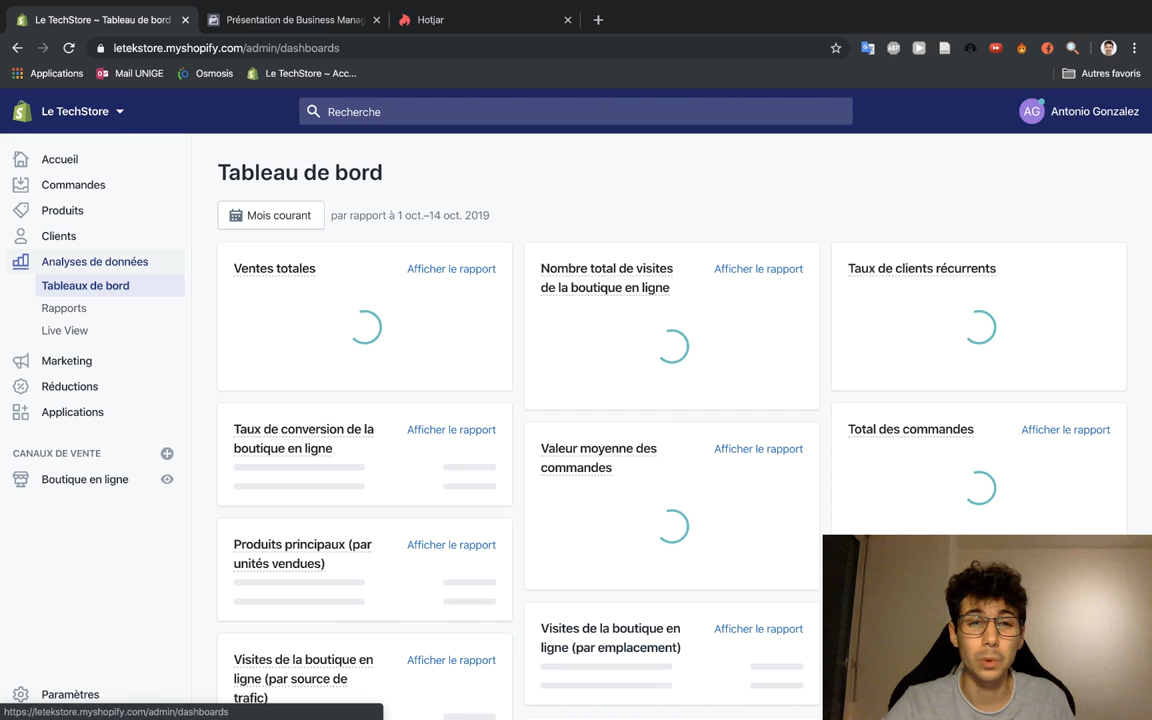 Le TechStore ~ Tableau de bord
Présentation de Business Manag
Hotjar
letekstore.myshopify.com/admin/dashboards
Applications
Mail UNIGE
Osmosis
Le TechStore ~ Acc...
Autres favoris
Le TechStore
Recherche
AG
Antonio Gonzalez
Accueil
Commandes
Produits
Clients
Analyses de données
Tableaux de bord
Rapports
Live View
Marketing
Réductions
Applications
CANAUX DE VENTE
Boutique en ligne
Paramètres
https://letekstore.myshopify.com/admin/dashboards
Tableau de bord
Mois courant
par rapport à 1 oct.–14 oct. 2019
Ventes totales
Afficher le rapport
Nombre total de visites
de la boutique en ligne
Afficher le rapport
Taux de clients récurrents
Taux de conversion de la
boutique en ligne
Afficher le rapport
Valeur moyenne des
commandes
Afficher le rapport
Total des commandes
Afficher le rapport
Produits principaux (par
unités vendues)
Afficher le rapport
Visites de la boutique en
ligne (par emplacement)
Afficher le rapport
Visites de la boutique en
ligne (par source de
trafic)
Afficher le rapport